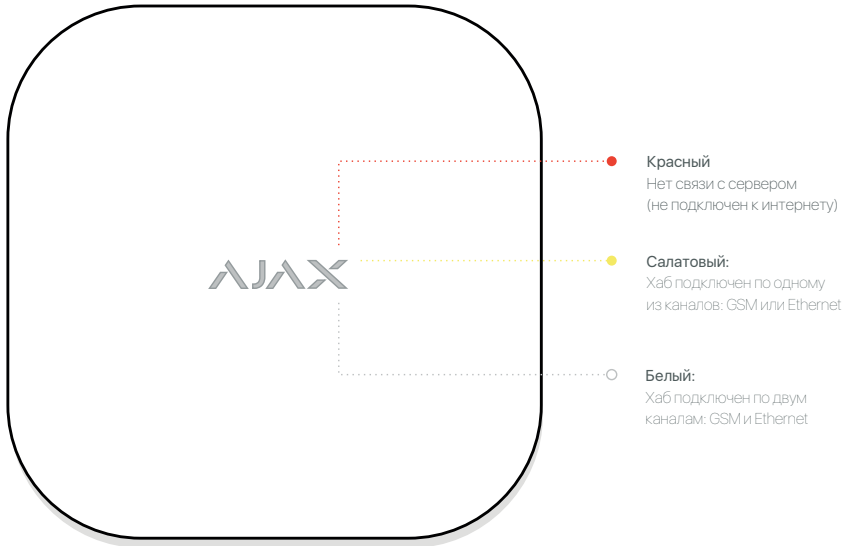 Красный
Нет связи с сервером
(не подключен к интернету)
AJAX
Салатовый:
Хаб подключен по одному
из каналов: GSM или Ethernet
Белый:
Хаб подключен по двум
каналам: GSM и Ethernet